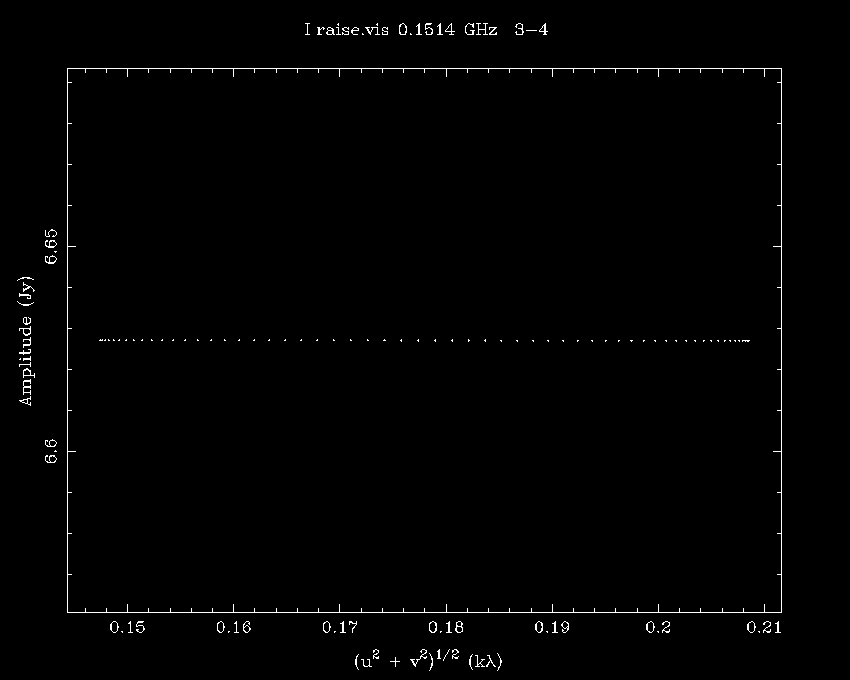 I raise.vis 0.1514 GHz 3−4
Amplitude (Jy)
6.65
6.6
0.15 0.16 0.17 0.18 0.19 0.2 0.21
(u² + v²)¹/² (kλ)